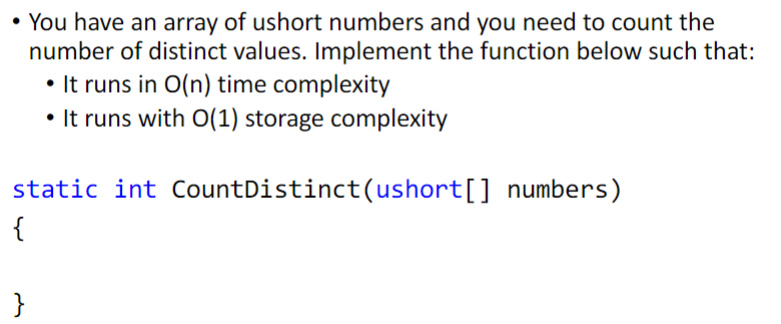 • You have an array of ushort numbers and you need to count the
number of distinct values. Implement the function below such that:
• It runs in O(n) time complexity
• It runs with O(1) storage complexity
static int CountDistinct(ushort[] numbers)
{
}